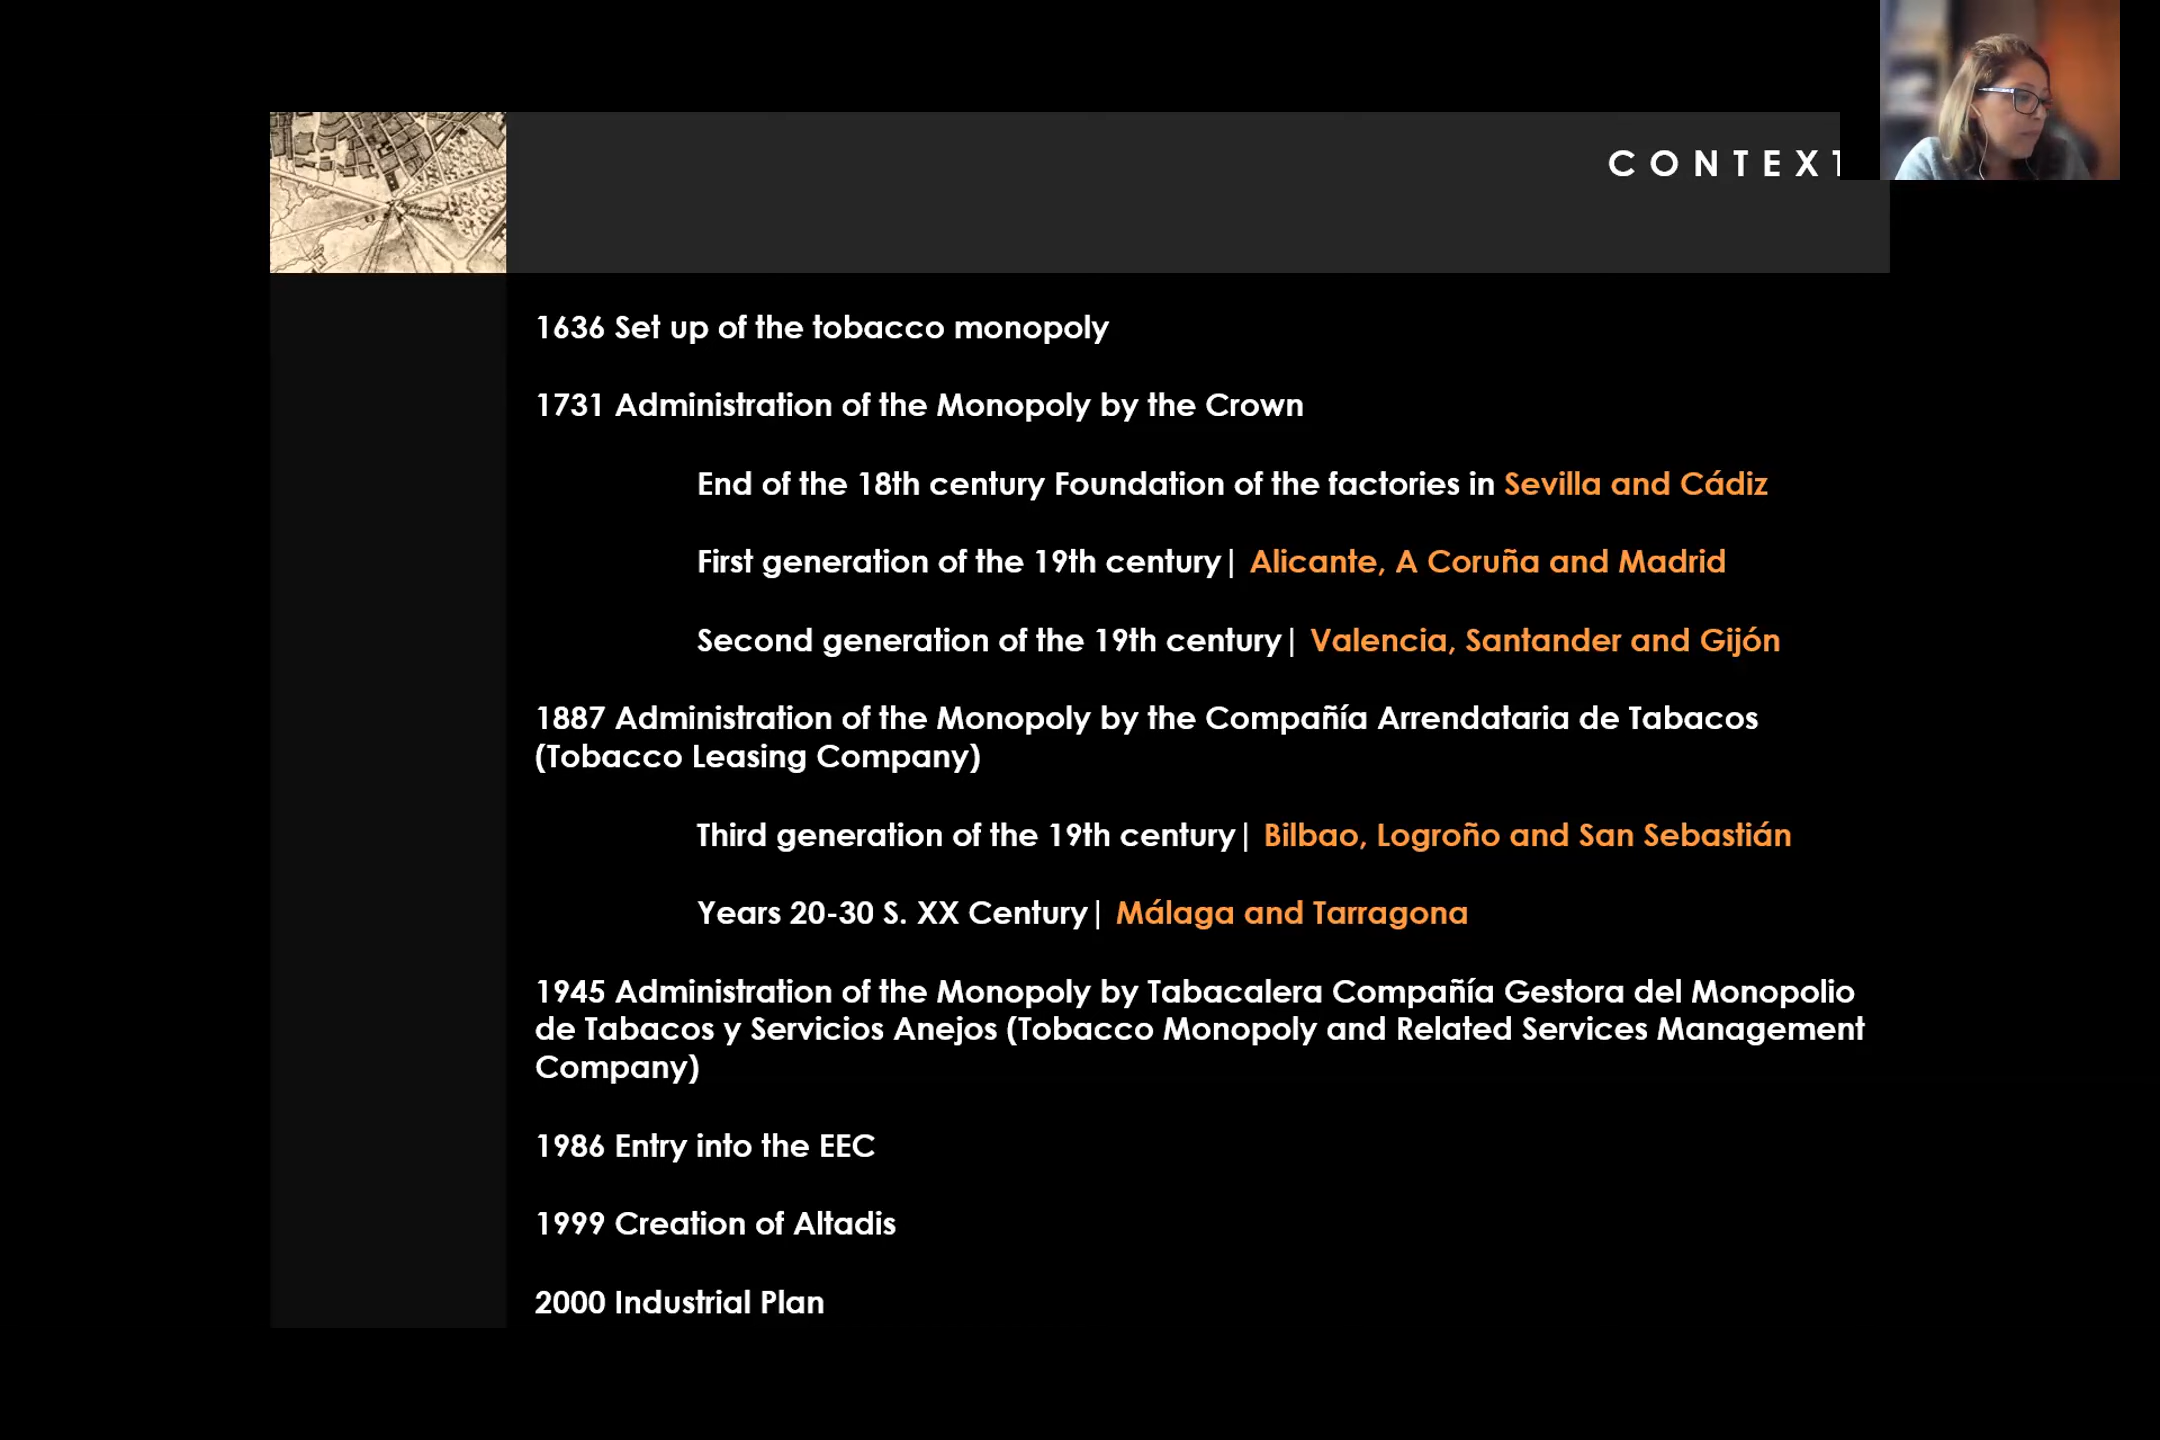 CONTEXT
1636 Set up of the tobacco monopoly
1731 Administration of the Monopoly by the Crown
End of the 18th century Foundation of the factories in Sevilla and Cádiz
First generation of the 19th century| Alicante, A Coruña and Madrid
Second generation of the 19th century| Valencia, Santander and Gijón
1887 Administration of the Monopoly by the Compañía Arrendataria de Tabacos
(Tobacco Leasing Company)
Third generation of the 19th century| Bilbao, Logroño and San Sebastián
Years 20-30 S. XX Century| Málaga and Tarragona
1945 Administration of the Monopoly by Tabacalera Compañía Gestora del Monopolio
de Tabacos y Servicios Anejos (Tobacco Monopoly and Related Services Management
Company)
1986 Entry into the EEC
1999 Creation of Altadis
2000 Industrial Plan